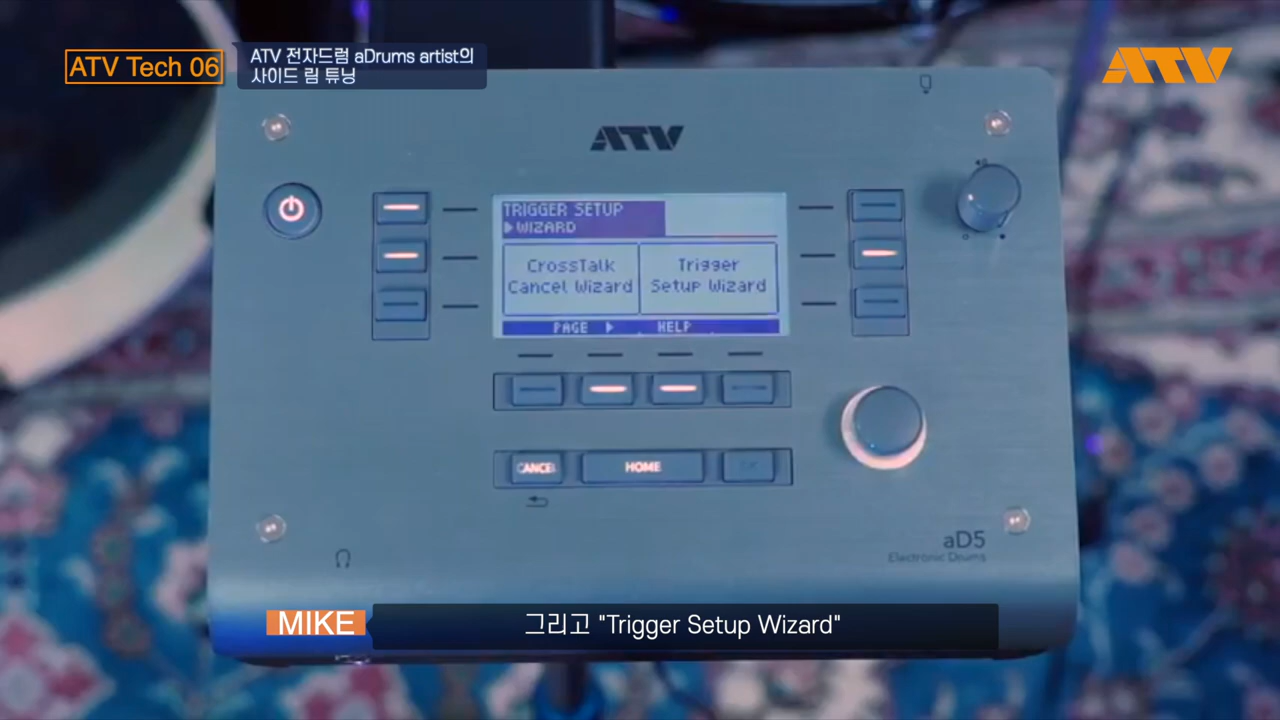 ATV Tech 06
ATV 전자드럼 aDrums artist의
사이드 림 튜닝
ATV
ATV
TRIGGER SETUP
▶WIZARD
CrossTalk
Cancel Wizard
Trigger
Setup Wizard
PAGE ▶
HELP
CANCEL
HOME
OK
aD5
Electronic Drums
MIKE
그리고 "Trigger Setup Wizard"